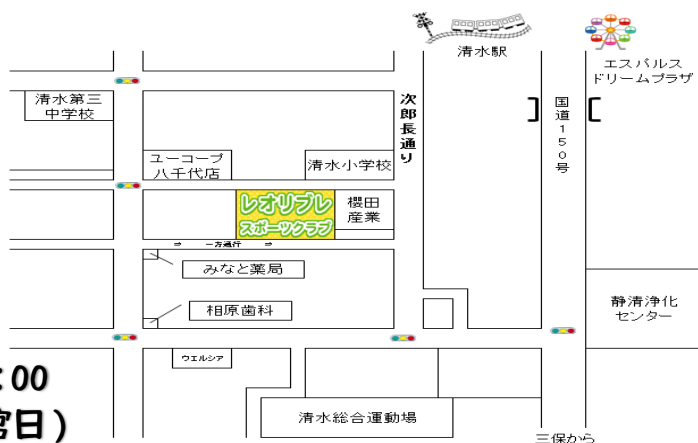 清水駅
エスパルス
ドリームプラザ
清水第三
中学校
次郎長通り
国道150号
ユーコープ
八千代店
清水小学校
レオリブレ
スポーツクラブ
櫻田
産業
⇒ 一方通行 ⇒
みなと薬局
相原歯科
静清浄化
センター
ウエルシア
:00
営日)
清水総合運動場
三保から